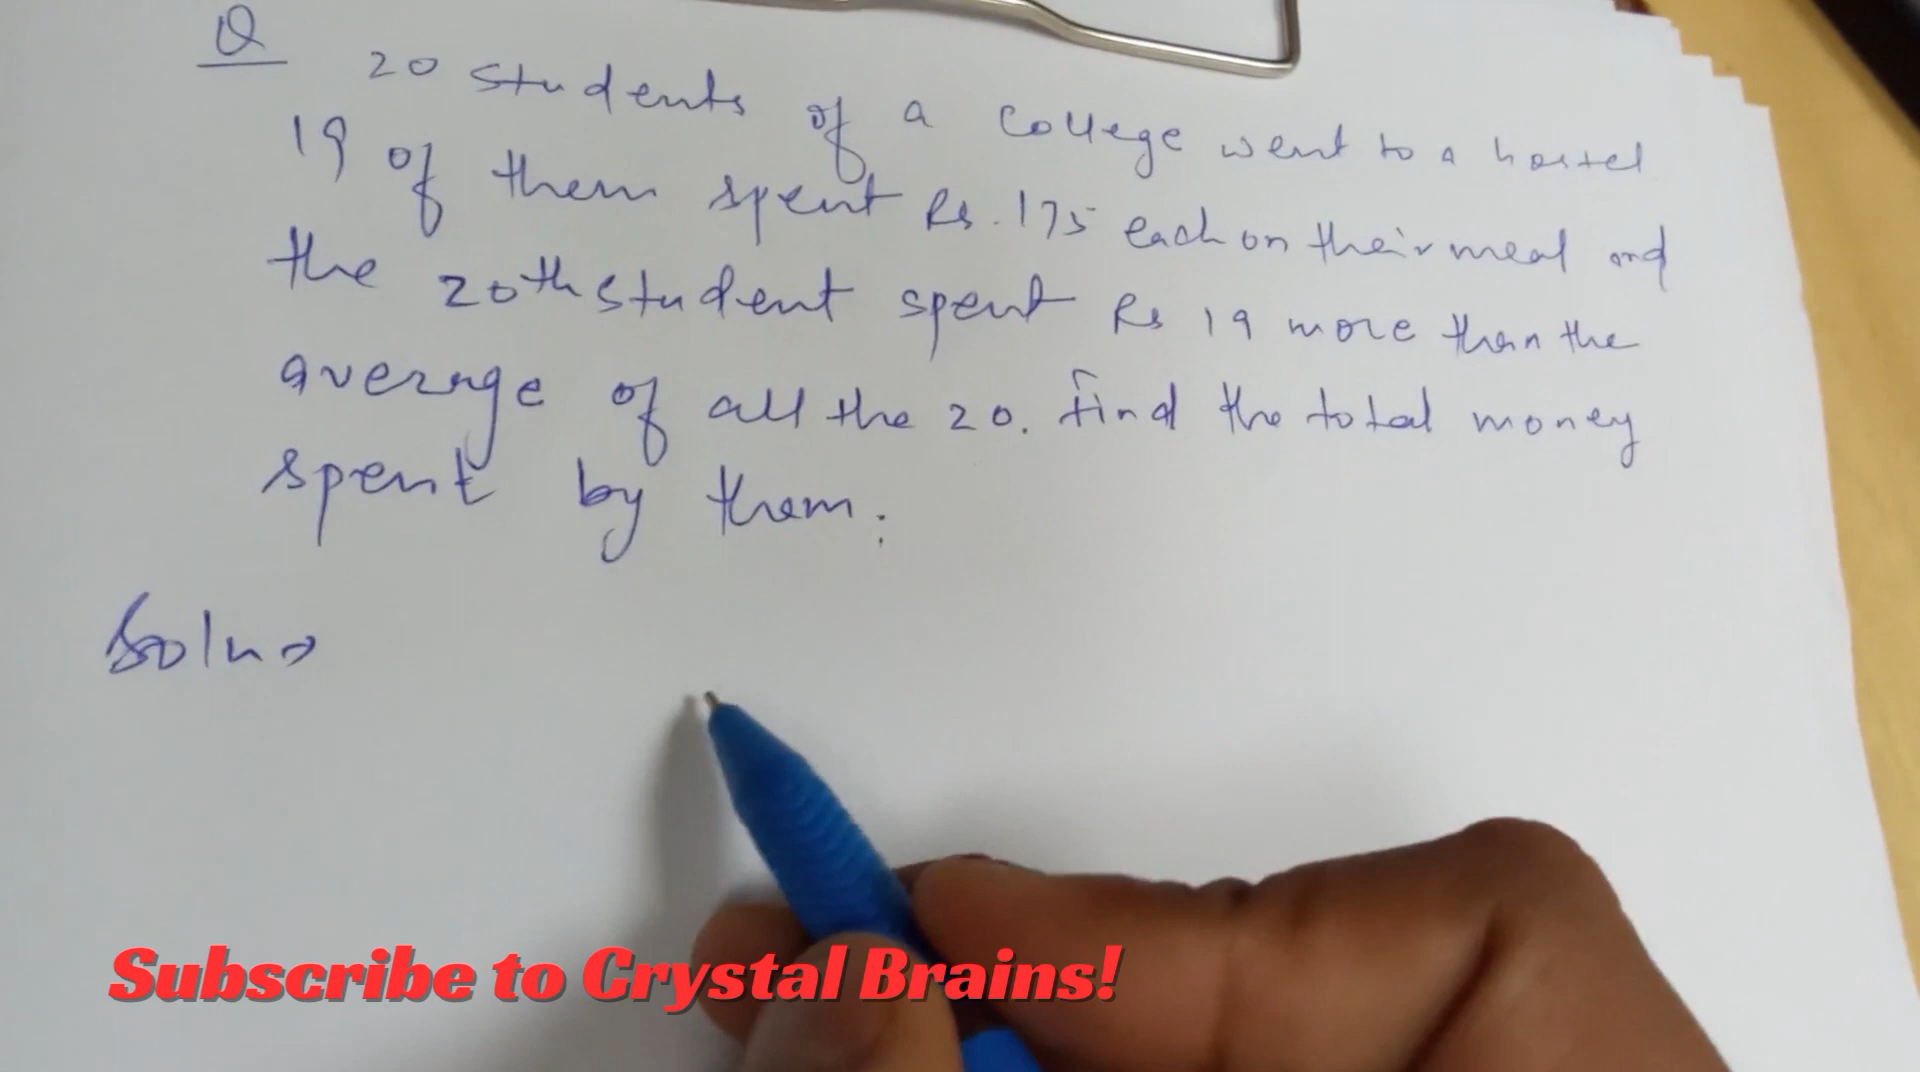 Q
20 students of a college went to a hostel
19 of them spent Rs. 175 each on their meal and
the 20th student spent Rs 19 more than the
average of all the 20. Find the total money
spent by them.
Soln →
Subscribe to Crystal Brains!